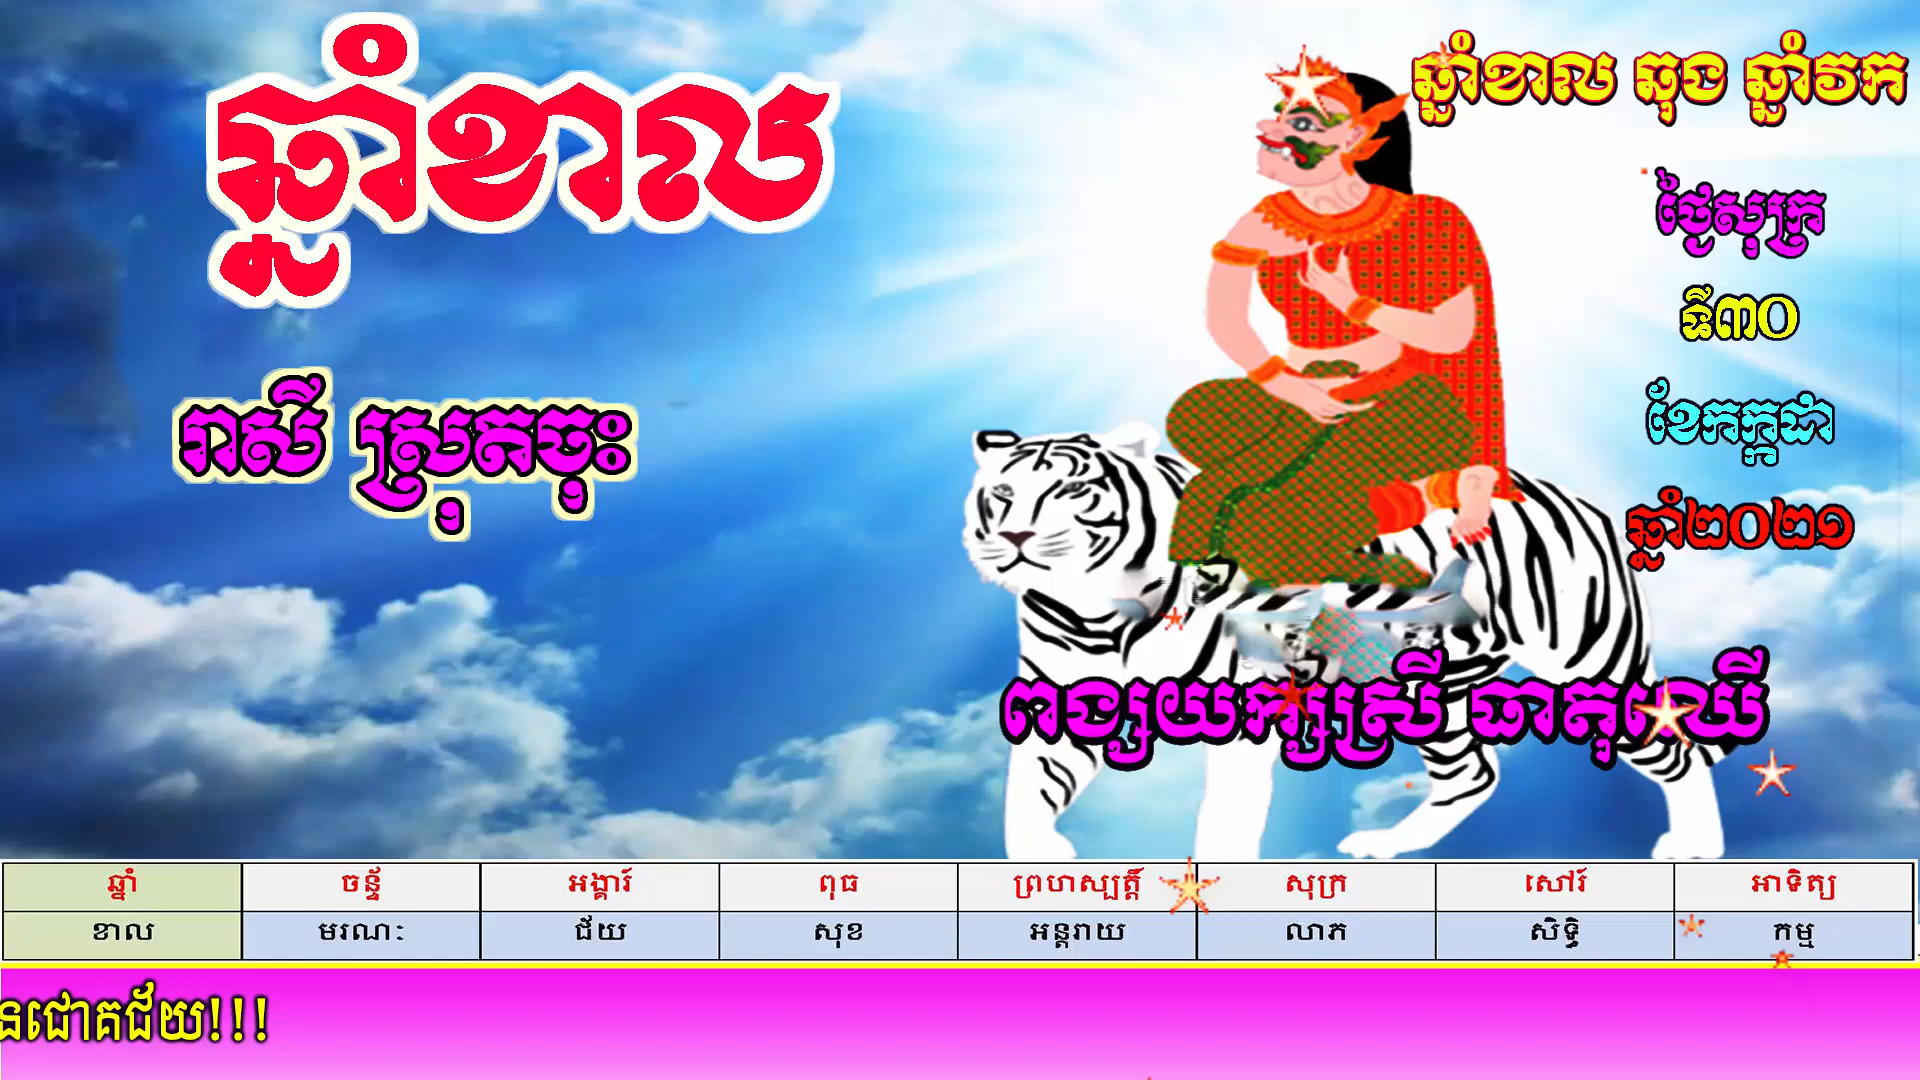 ឆ្នាំខាល
ឆ្នាំខាល ឆុង ឆ្នាំវក
ថ្ងៃសុក្រ
ទី៣០
ខែកក្កដា
ឆ្នាំ២០២១
រាសី ស្រុតចុះ
ពង្សយក្សស្រី ធាតុឈើ
ឆ្នាំ ចន្ទ័ អង្គារ៍ ពុធ ព្រហស្បត្តិ៍ សុក្រ សៅរ៍ អាទិត្យ
ខាល មរណៈ ជ័យ សុខ អន្តរាយ លាភ សិទ្ធិ កម្ម
នជោគជ័យ!!!